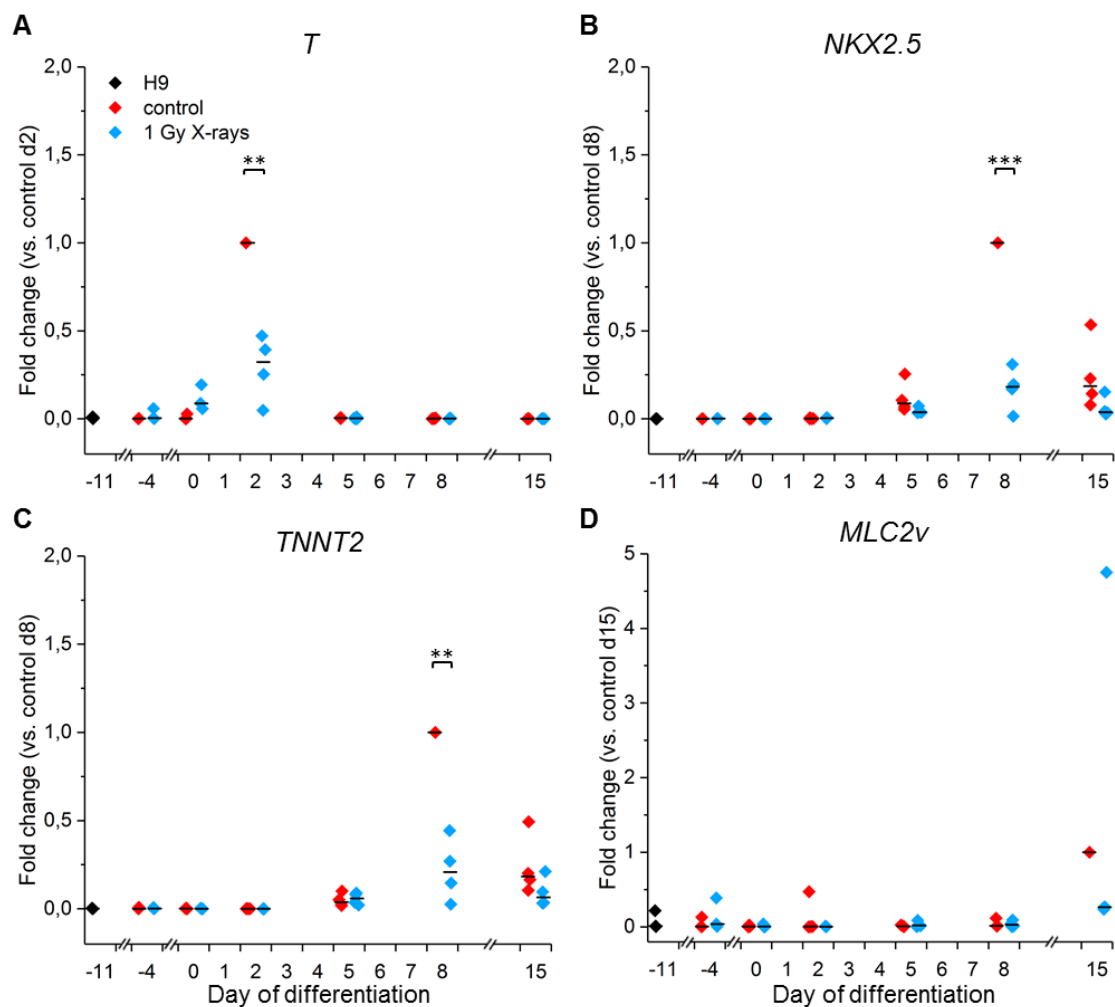 A
T
Fold change (vs. control d2)
2,0
1,5
1,0
0,5
0,0
H9
control
1 Gy X-rays
**
-11 -4 0 1 2 3 4 5 6 7 8 15
B
NKX2.5
Fold change (vs. control d8)
2,0
1,5
1,0
0,5
0,0
***
-11 -4 0 1 2 3 4 5 6 7 8 15
C
TNNT2
Fold change (vs. control d8)
2,0
1,5
1,0
0,5
0,0
**
-11 -4 0 1 2 3 4 5 6 7 8 15
Day of differentiation
D
MLC2v
Fold change (vs. control d15)
5
4
3
2
1
0
-11 -4 0 1 2 3 4 5 6 7 8 15
Day of differentiation